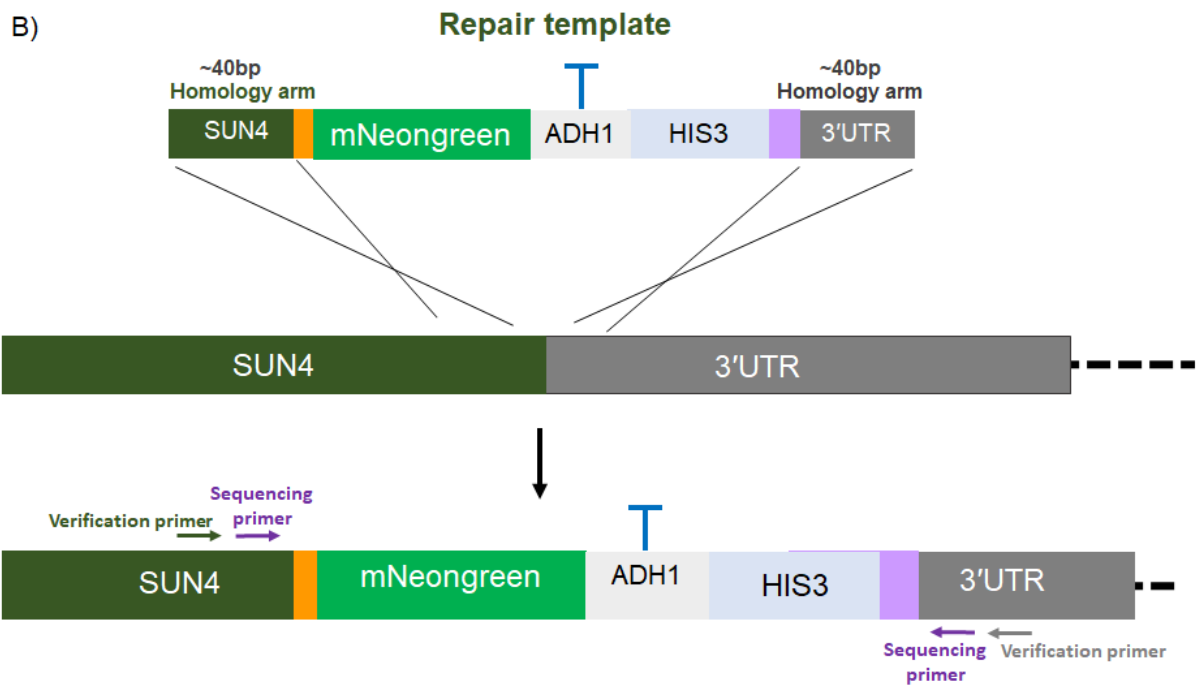 B)
Repair template
~40bp
Homology arm
~40bp
Homology arm
SUN4
mNeongreen
ADH1
HIS3
3′UTR
SUN4
3′UTR
Verification primer
Sequencing
primer
SUN4
mNeongreen
ADH1
HIS3
3′UTR
Sequencing
primer
Verification primer